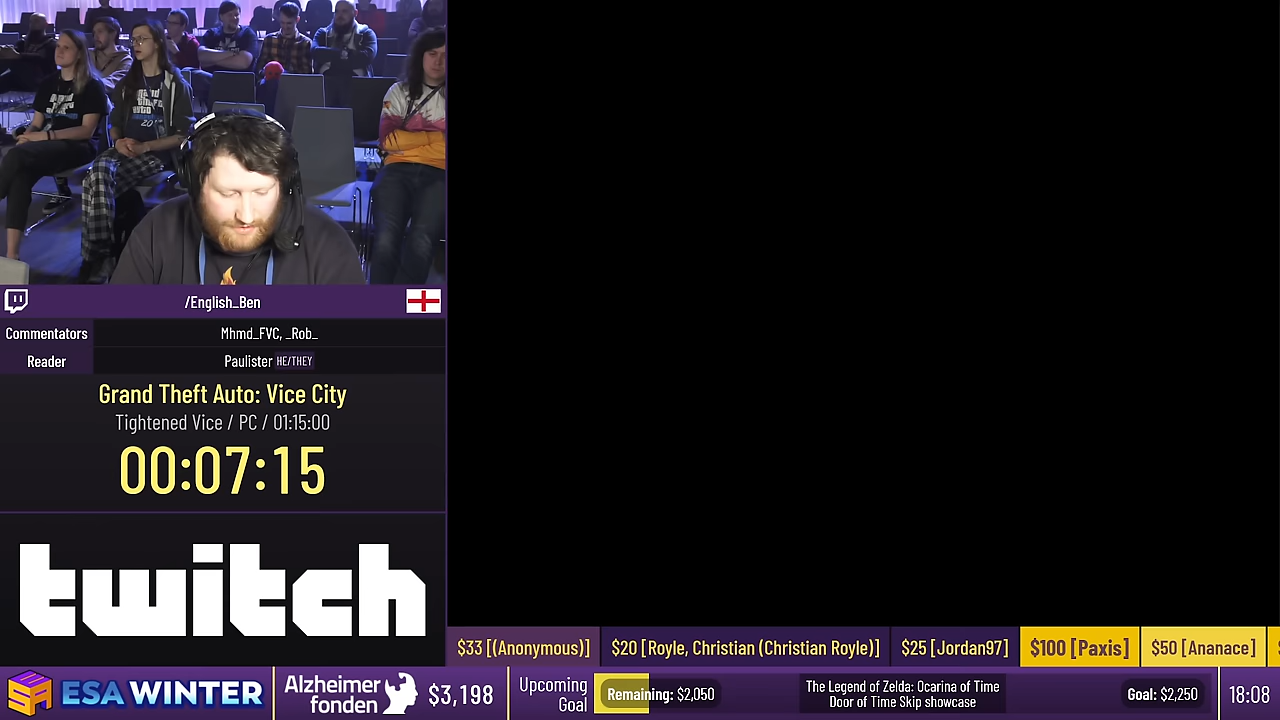 /English_Ben
Commentators
Mhmd_FVC, _Rob_
Reader
Paulister HE/THEY
Grand Theft Auto: Vice City
Tightened Vice / PC / 01:15:00
00:07:15
twitch
$33 [(Anonymous)]
$20 [Royle, Christian (Christian Royle)]
$25 [Jordan97]
$100 [Paxis]
$50 [Ananace]
ESA WINTER
Alzheimer
fonden
$3,198
Upcoming
Goal
Remaining: $2,050
The Legend of Zelda: Ocarina of Time
Door of Time Skip showcase
Goal: $2,250
18:08